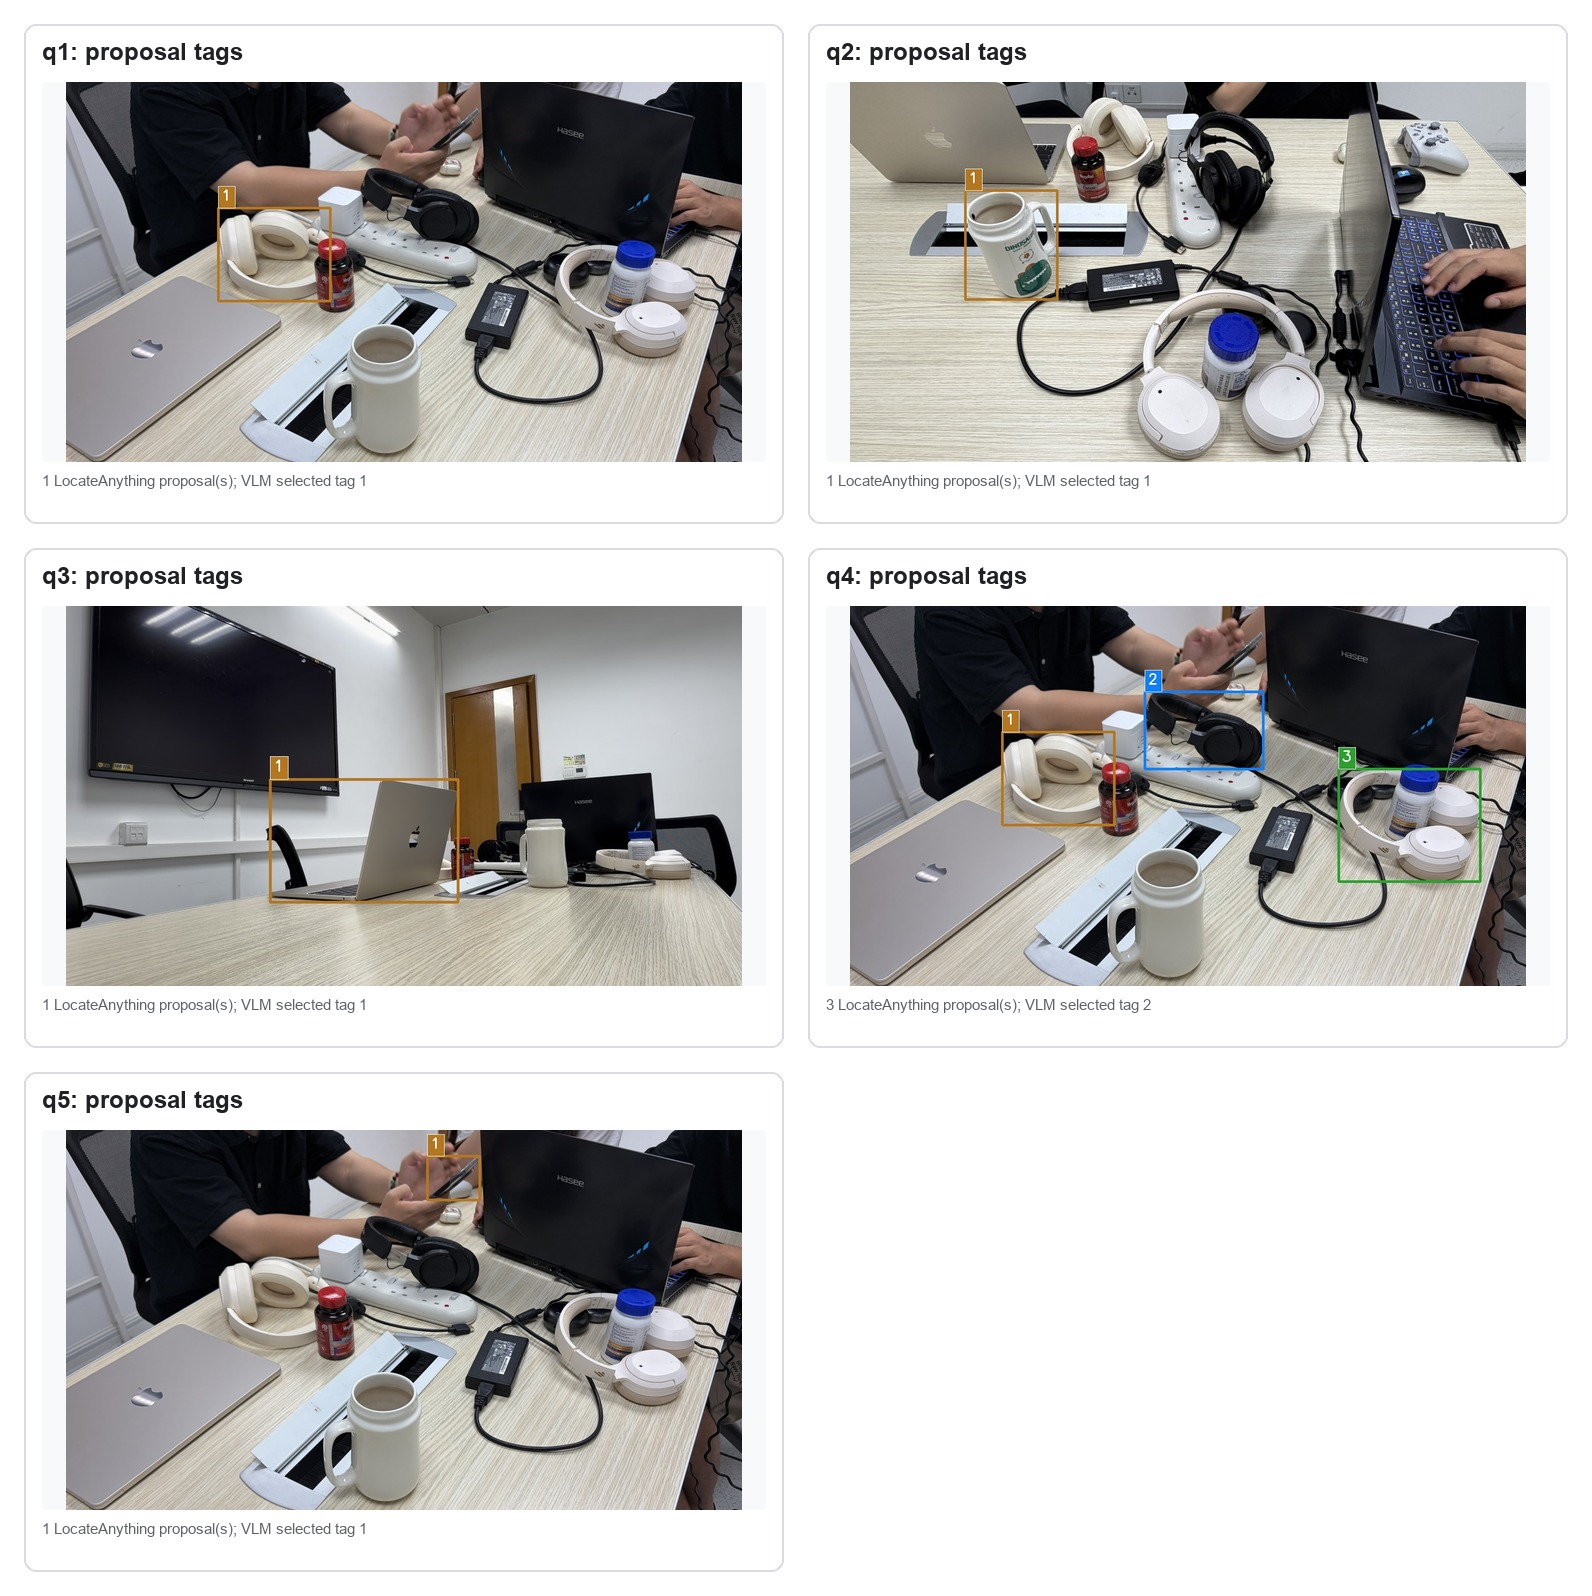 q1: proposal tags
1
HASEE
1 LocateAnything proposal(s); VLM selected tag 1
q2: proposal tags
1
DINOSAUR
1 LocateAnything proposal(s); VLM selected tag 1
q3: proposal tags
1
HASEE
1 LocateAnything proposal(s); VLM selected tag 1
q4: proposal tags
1
2
3
HASEE
3 LocateAnything proposal(s); VLM selected tag 2
q5: proposal tags
1
HASEE
1 LocateAnything proposal(s); VLM selected tag 1